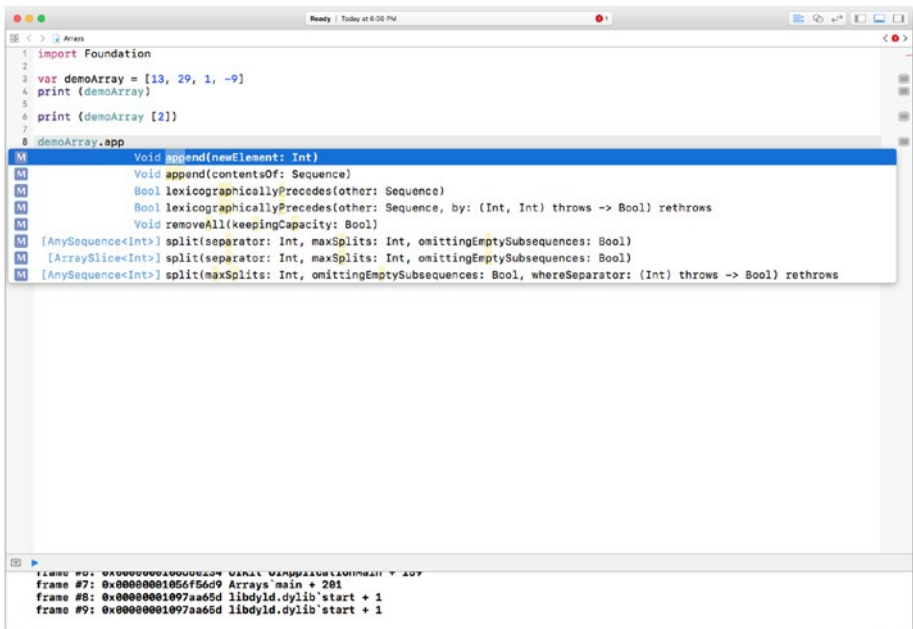 Ready | Today at 6:38 PM 1
Arrays
1 import Foundation
2
3 var demoArray = [13, 29, 1, -9]
4 print (demoArray)
5
6 print (demoArray [2])
7
8 demoArray.app
M Void append(newElement: Int)
M Void append(contentsOf: Sequence)
M Bool lexicographicallyPrecedes(other: Sequence)
M Bool lexicographicallyPrecedes(other: Sequence, by: (Int, Int) throws -> Bool) rethrows
M Void removeAll(keepingCapacity: Bool)
M [AnySequence<Int>] split(separator: Int, maxSplits: Int, omittingEmptySubsequences: Bool)
M [ArraySlice<Int>] split(separator: Int, maxSplits: Int, omittingEmptySubsequences: Bool)
M [AnySequence<Int>] split(maxSplits: Int, omittingEmptySubsequences: Bool, whereSeparator: (Int) throws -> Bool) rethrows
UIKit`UIApplicationMain + 159
frame #7: 0x00000001056f56d9 Arrays`main + 201
frame #8: 0x00000001097aa65d libdyld.dylib`start + 1
frame #9: 0x00000001097aa65d libdyld.dylib`start + 1